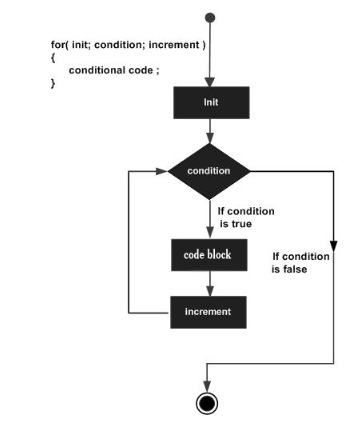 for( init; condition; increment )
{
conditional code ;
}
Init
condition
If condition
is true
code block
If condition
is false
increment